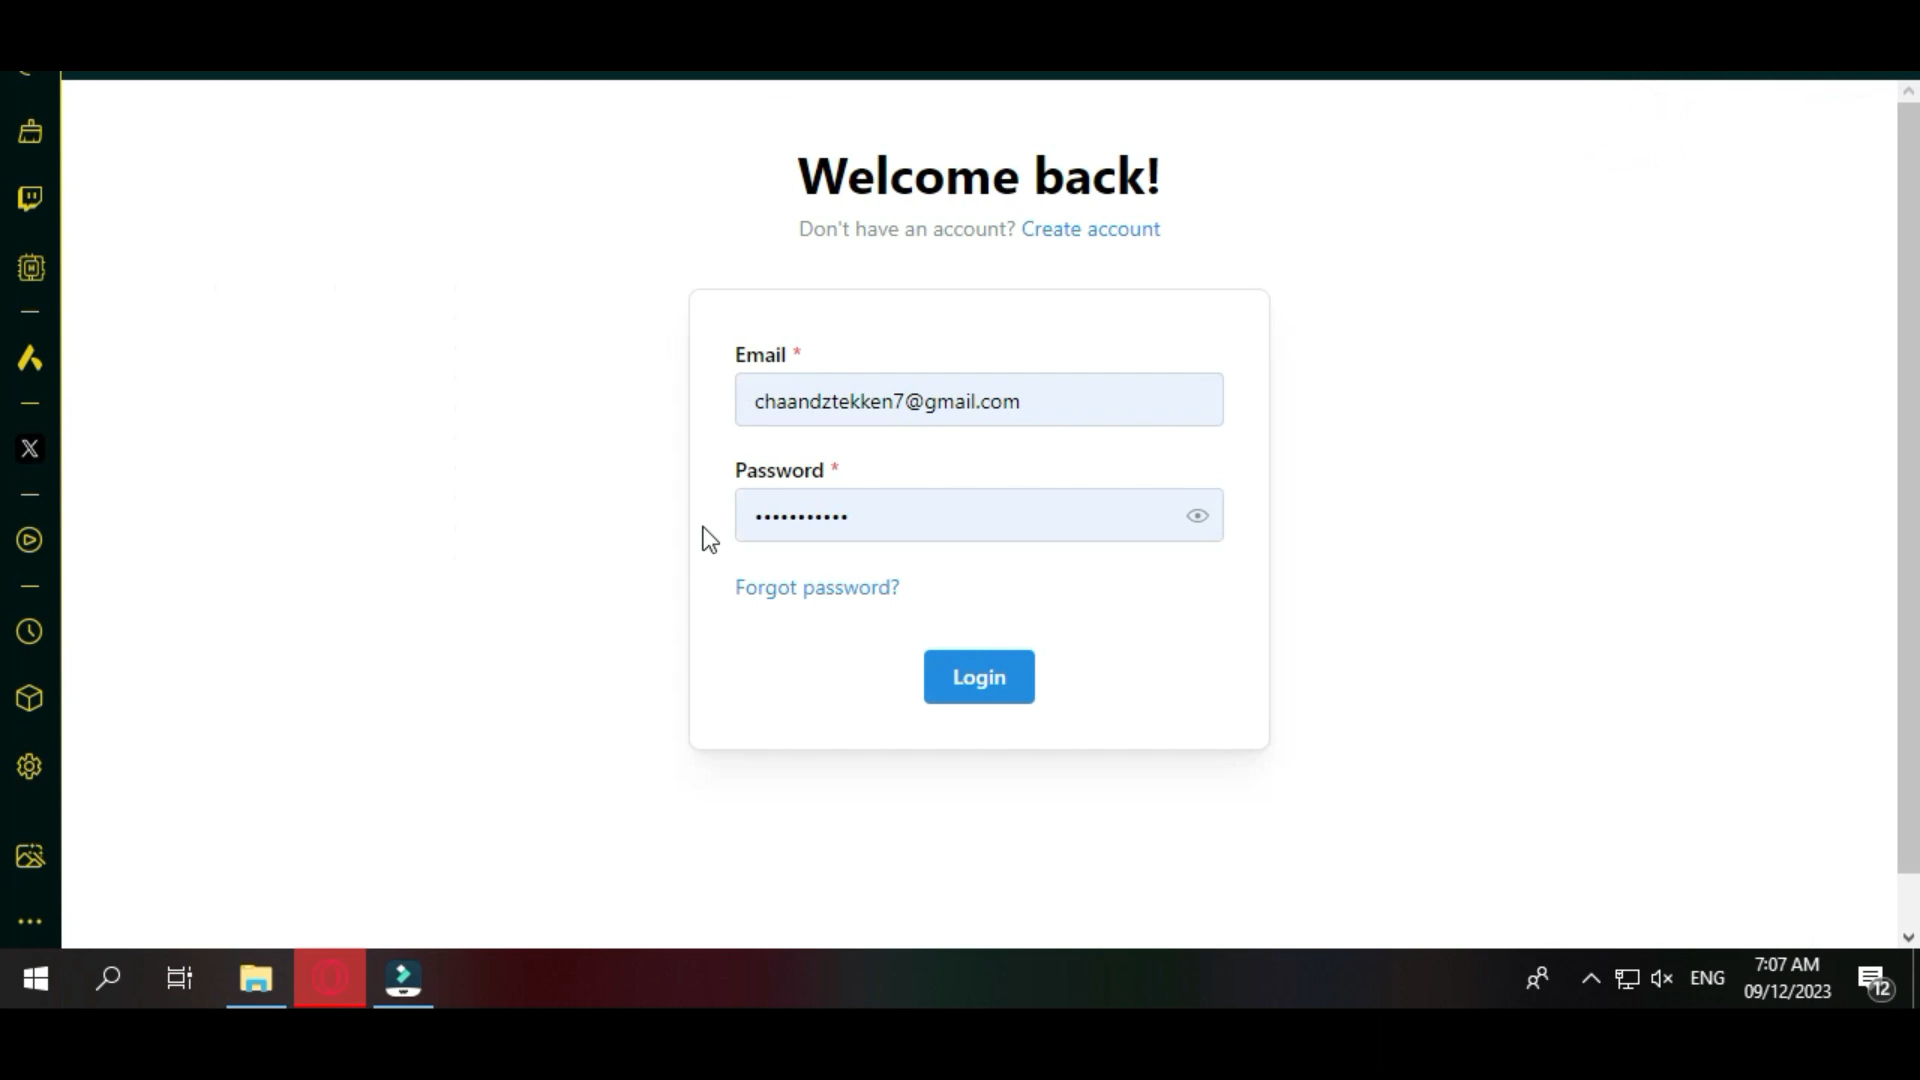 Welcome back!
Don't have an account? Create account
Email *
chaandztekken7@gmail.com
Password *
•••••••••••
Forgot password?
Login
ENG
7:07 AM
09/12/2023
12